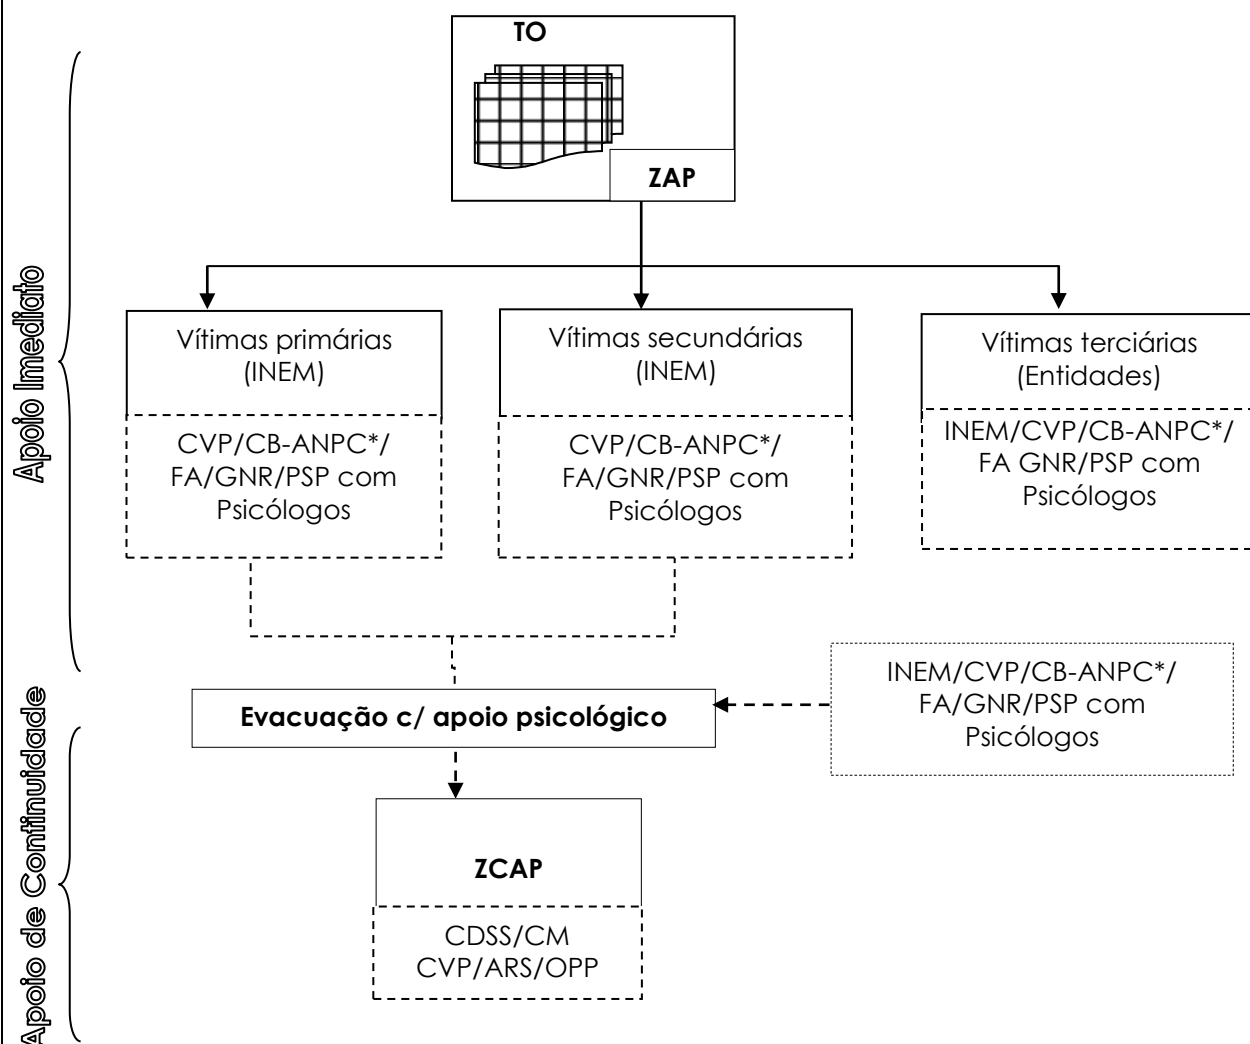 TO
ZAP
Apoio Imediato
Vítimas primárias
(INEM)
CVP/CB-ANPC*/
FA/GNR/PSP com
Psicólogos
Vítimas secundárias
(INEM)
CVP/CB-ANPC*/
FA/GNR/PSP com
Psicólogos
Vítimas terciárias
(Entidades)
INEM/CVP/CB-ANPC*/
FA GNR/PSP com
Psicólogos
INEM/CVP/CB-ANPC*/
FA/GNR/PSP com
Psicólogos
Evacuação c/ apoio psicológico
Apoio de Continuidade
ZCAP
CDSS/CM
CVP/ARS/OPP